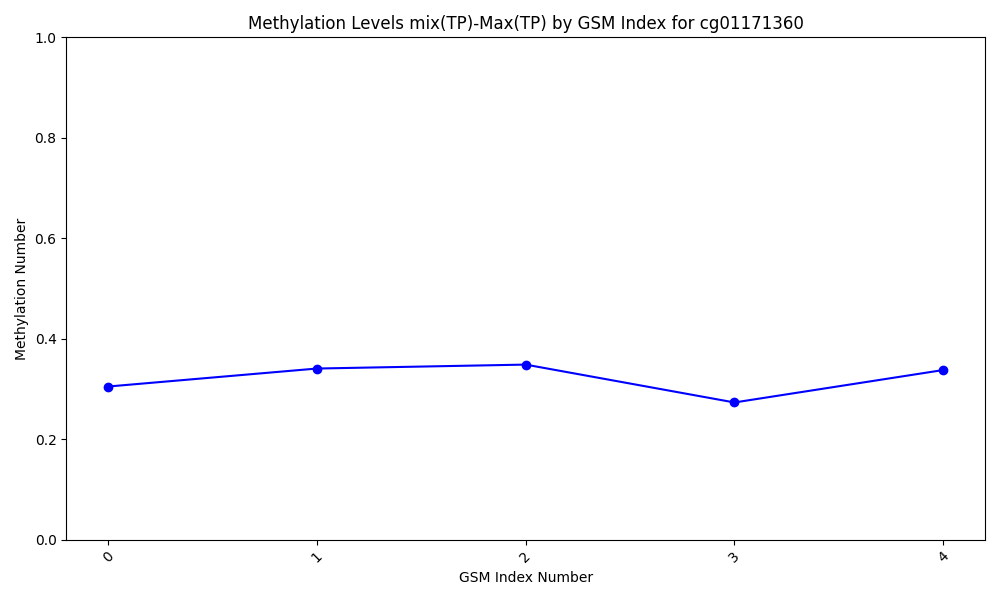 Methylation Levels mix(TP)-Max(TP) by GSM Index for cg01171360
1.0
0.8
0.6
0.4
0.2
0.0
Methylation Number
0 1 2 3 4
GSM Index Number